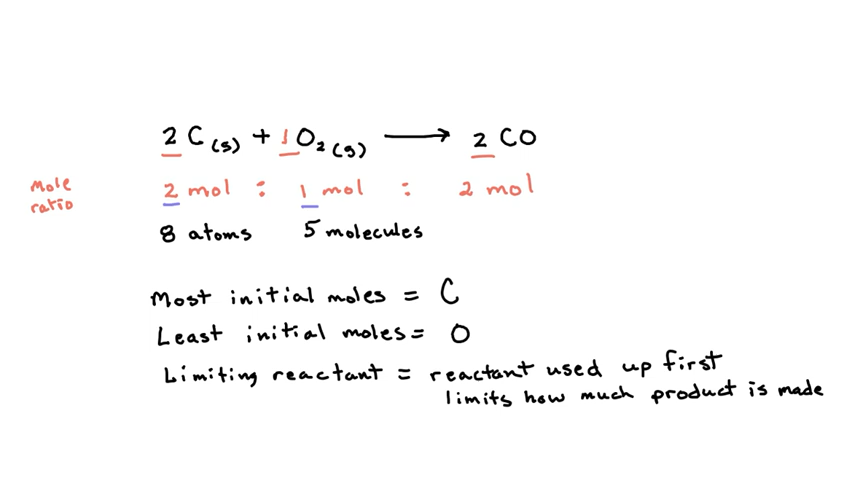 2 C (s) + 1 O₂ (g) ⟶ 2 CO
Mole ratio
2 mol : 1 mol : 2 mol
8 atoms 5 molecules
Most initial moles = C
Least initial moles = O
Limiting reactant = reactant used up first
limits how much product is made